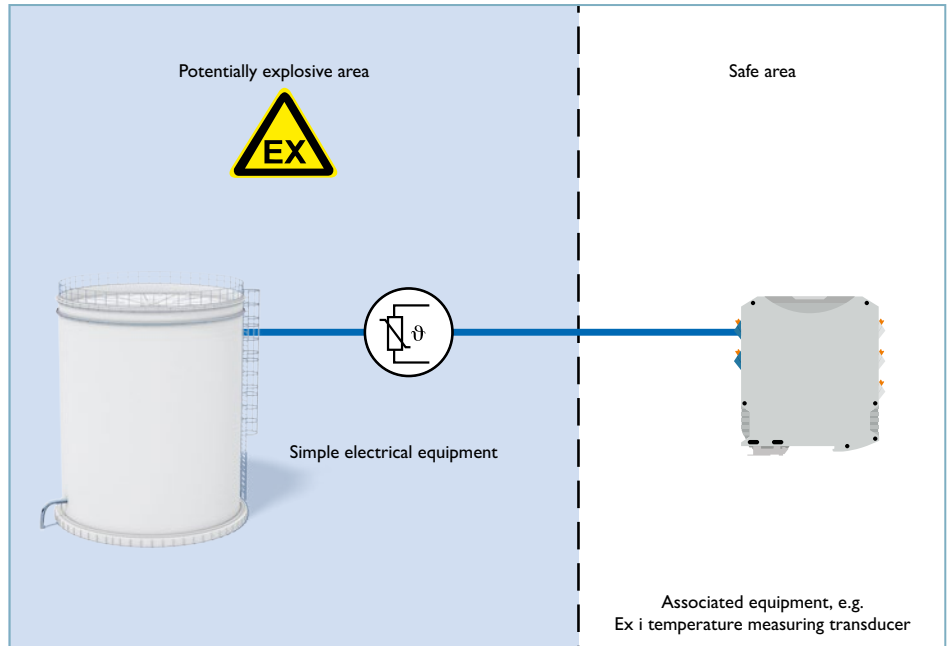 Potentially explosive area
Safe area
EX
ϑ
Simple electrical equipment
Associated equipment, e.g.
Ex i temperature measuring transducer